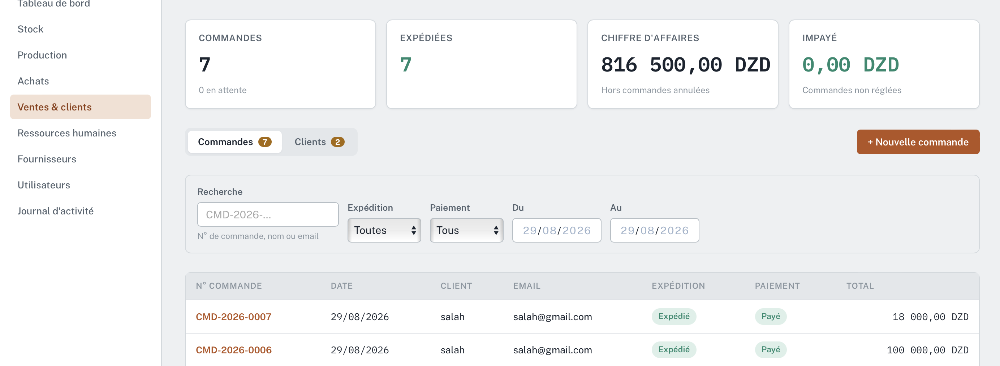 Tableau de bord
Stock
Production
Achats
Ventes & clients
Ressources humaines
Fournisseurs
Utilisateurs
Journal d'activité
COMMANDES
7
0 en attente
EXPÉDIÉES
7
CHIFFRE D'AFFAIRES
816 500,00 DZD
Hors commandes annulées
IMPAYÉ
0,00 DZD
Commandes non réglées
Commandes 7
Clients 2
+ Nouvelle commande
Recherche
CMD-2026-...
N° de commande, nom ou email
Expédition
Toutes
Paiement
Tous
Du
29/08/2026
Au
29/08/2026
N° COMMANDE DATE CLIENT EMAIL EXPÉDITION PAIEMENT TOTAL
CMD-2026-0007 29/08/2026 salah salah@gmail.com Expédié Payé 18 000,00 DZD
CMD-2026-0006 29/08/2026 salah salah@gmail.com Expédié Payé 100 000,00 DZD